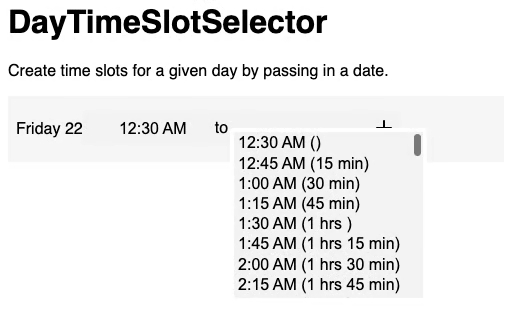 DayTimeSlotSelector
Create time slots for a given day by passing in a date.
Friday 22 12:30 AM to +
12:30 AM ()
12:45 AM (15 min)
1:00 AM (30 min)
1:15 AM (45 min)
1:30 AM (1 hrs )
1:45 AM (1 hrs 15 min)
2:00 AM (1 hrs 30 min)
2:15 AM (1 hrs 45 min)